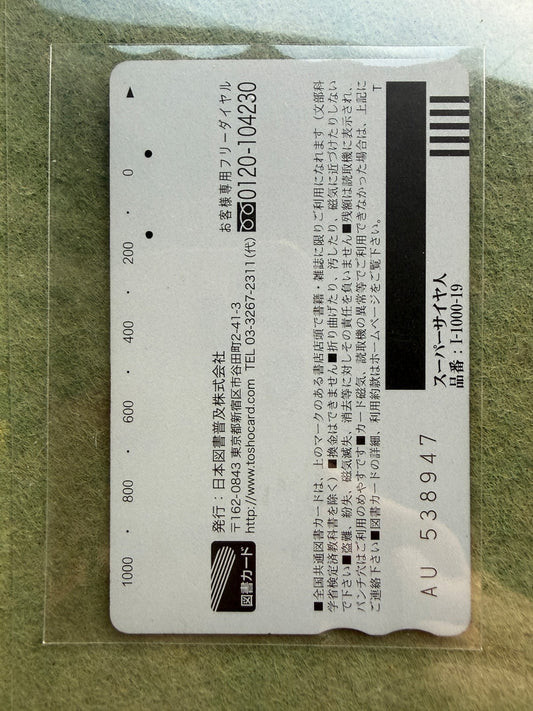 1000 ・ 800 ・ 600 ・ 400 ・ 200 ・ 0
図書カード
発行：日本図書普及株式会社
〒162-0843 東京都新宿区市谷田町2-41-3
http://www.toshocard.com TEL 03-3267-2311(代)
お客様専用フリーダイヤル
0120-104230
■全国共通図書カードは、上のマークのある書店店頭で書籍・雑誌に限りご利用になれます（文部科
学省検定済教科書を除く）■換金はできません■折り曲げたり、汚したり、磁気に近づけたりしない
で下さい■盗難、紛失、磁気滅失、消去等に対しその責任を負いません■残額は読取機に表示され、
パンチ穴はご利用のめやすです■カード磁気、読取機の異常等でご利用できなかった場合は、上記に
ご連絡下さい■図書カードの詳細、利用約款はホームページをご覧下さい。
T
AU 538947
スーパーサイヤ人
品番：I-1000-19